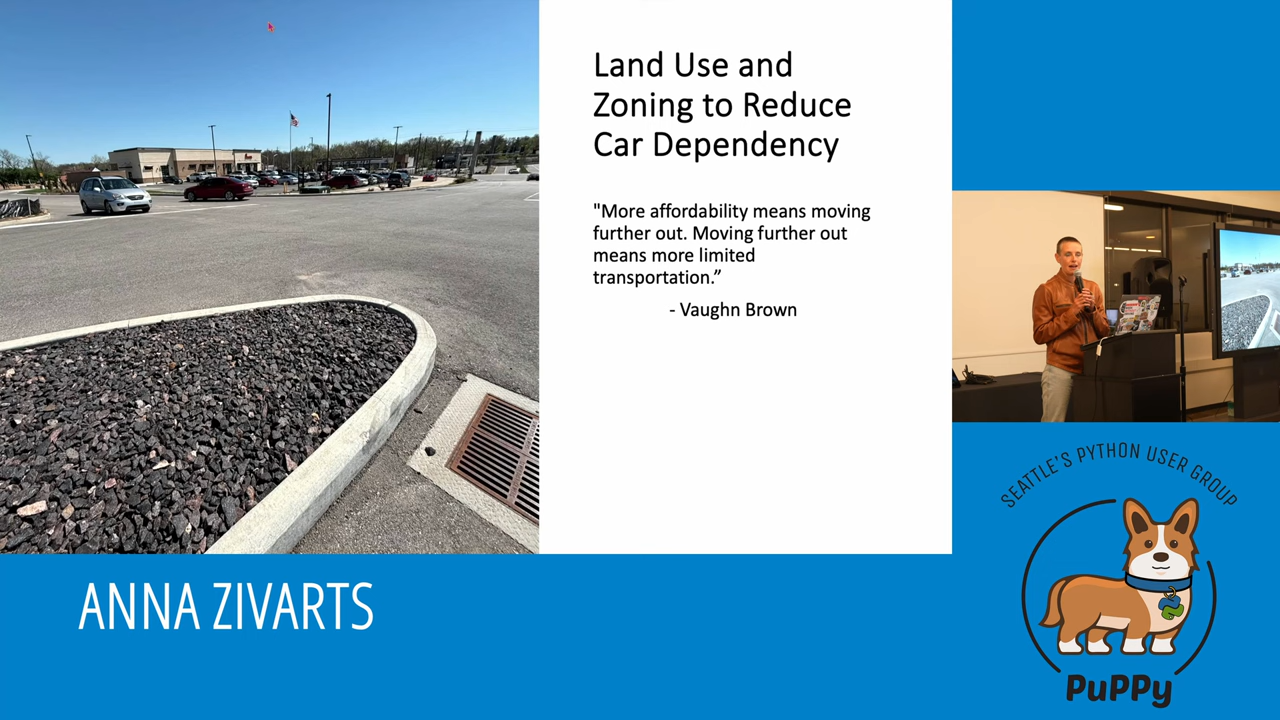 Land Use and
Zoning to Reduce
Car Dependency
"More affordability means moving
further out. Moving further out
means more limited
transportation.”
- Vaughn Brown
SEATTLE'S PYTHON USER GROUP
PuPPy
ANNA ZIVARTS